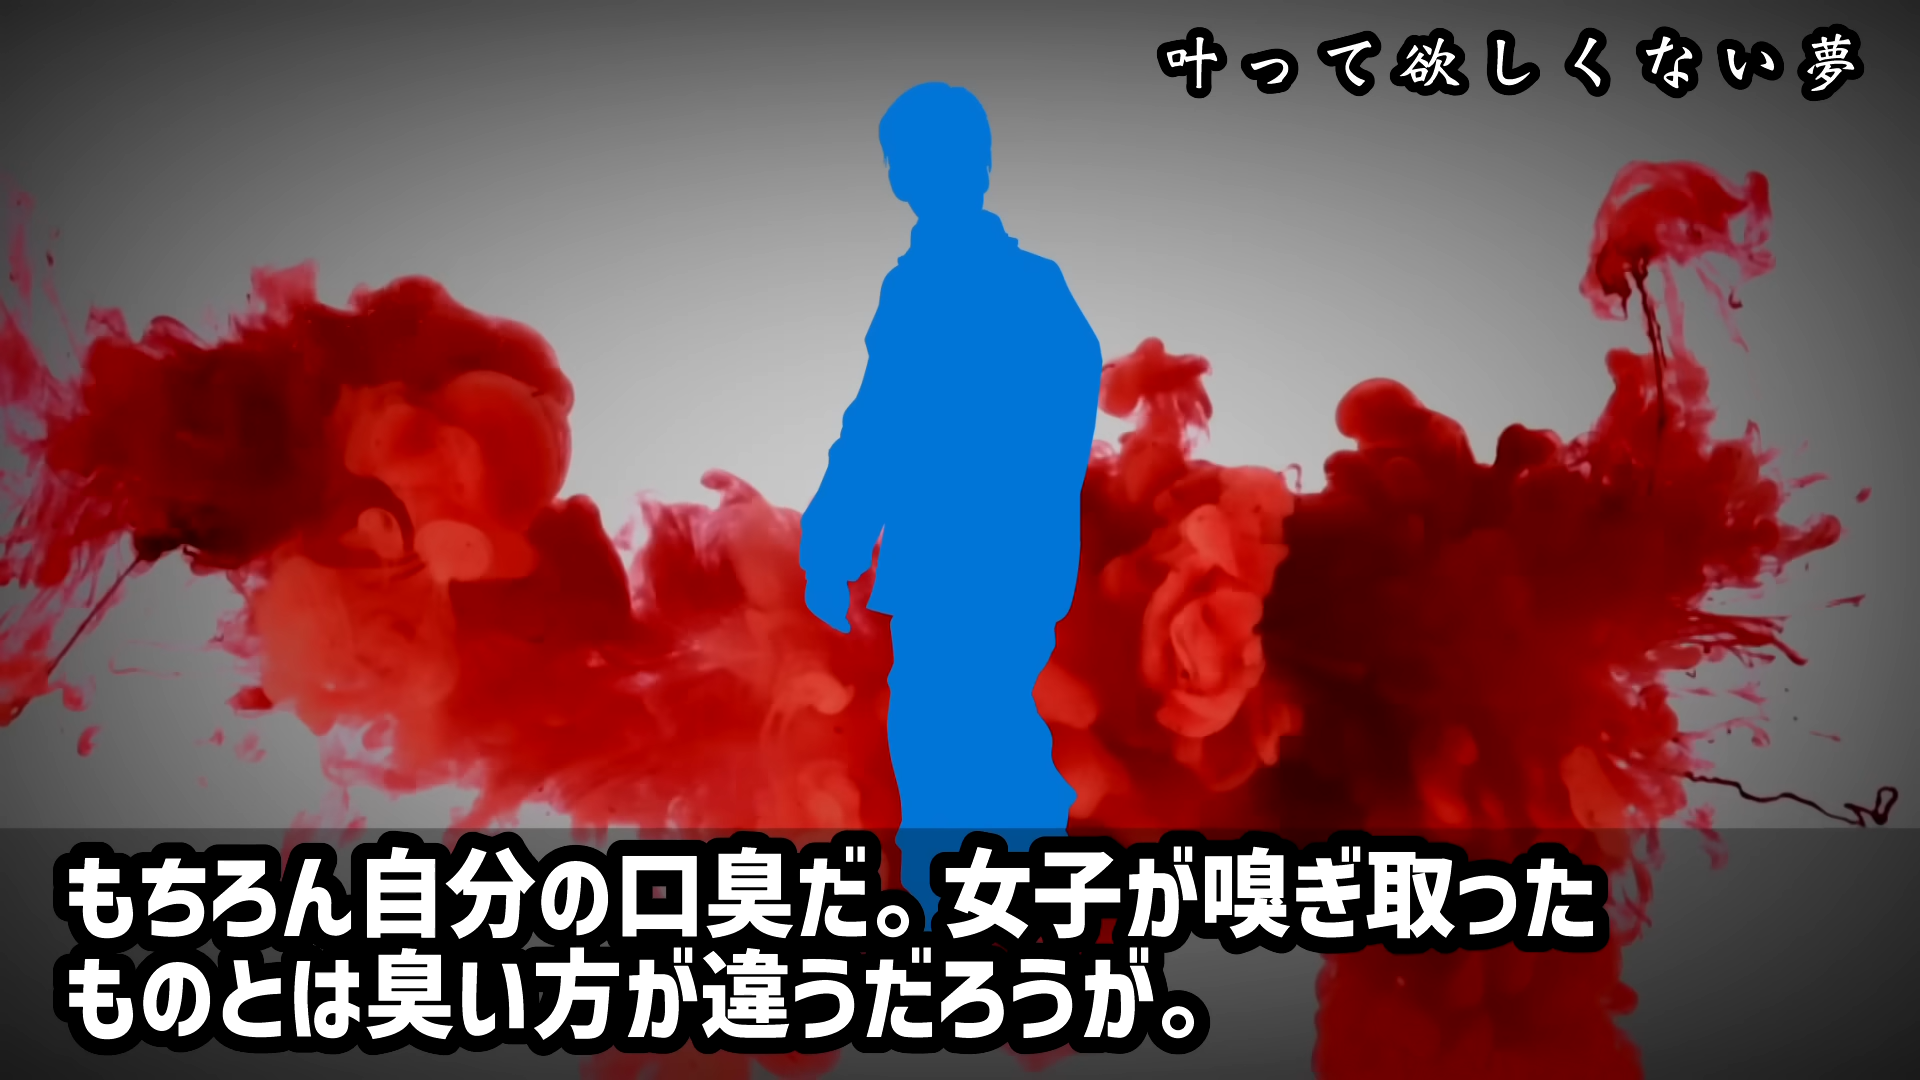 叶って欲しくない夢
もちろん自分の口臭だ。女子が嗅ぎ取った
ものとは臭い方が違うだろうが。